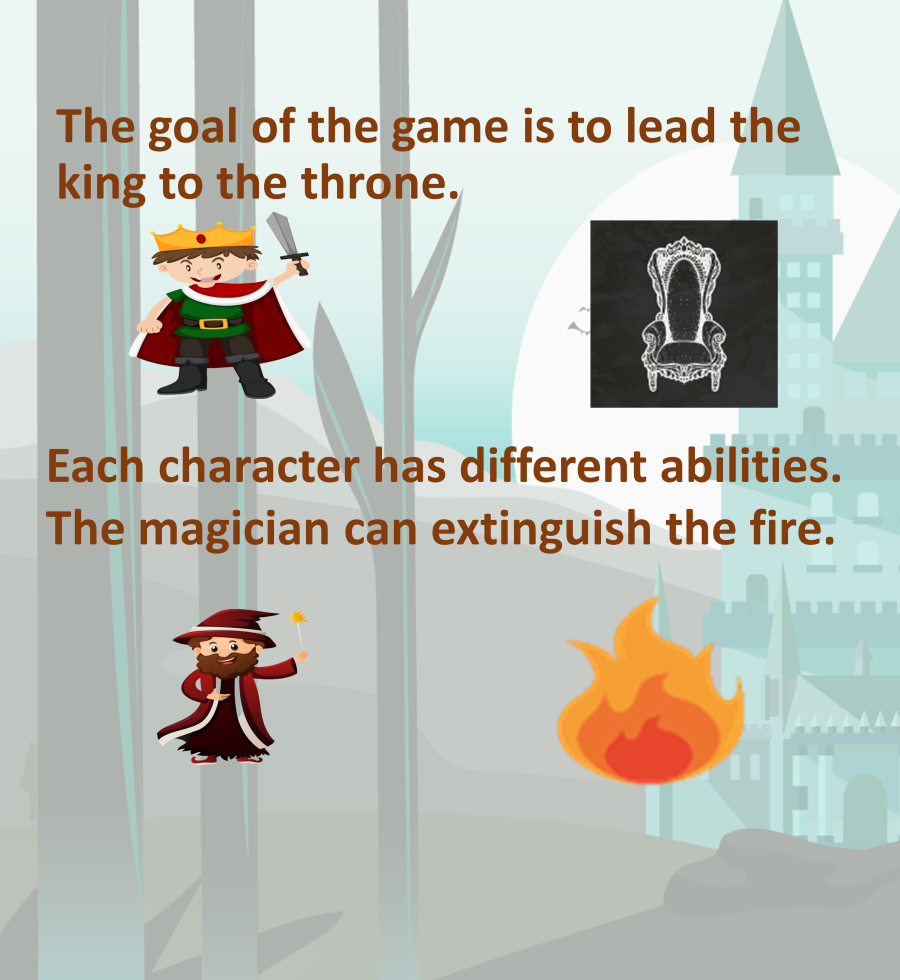 The goal of the game is to lead the
king to the throne.
Each character has different abilities.
The magician can extinguish the fire.